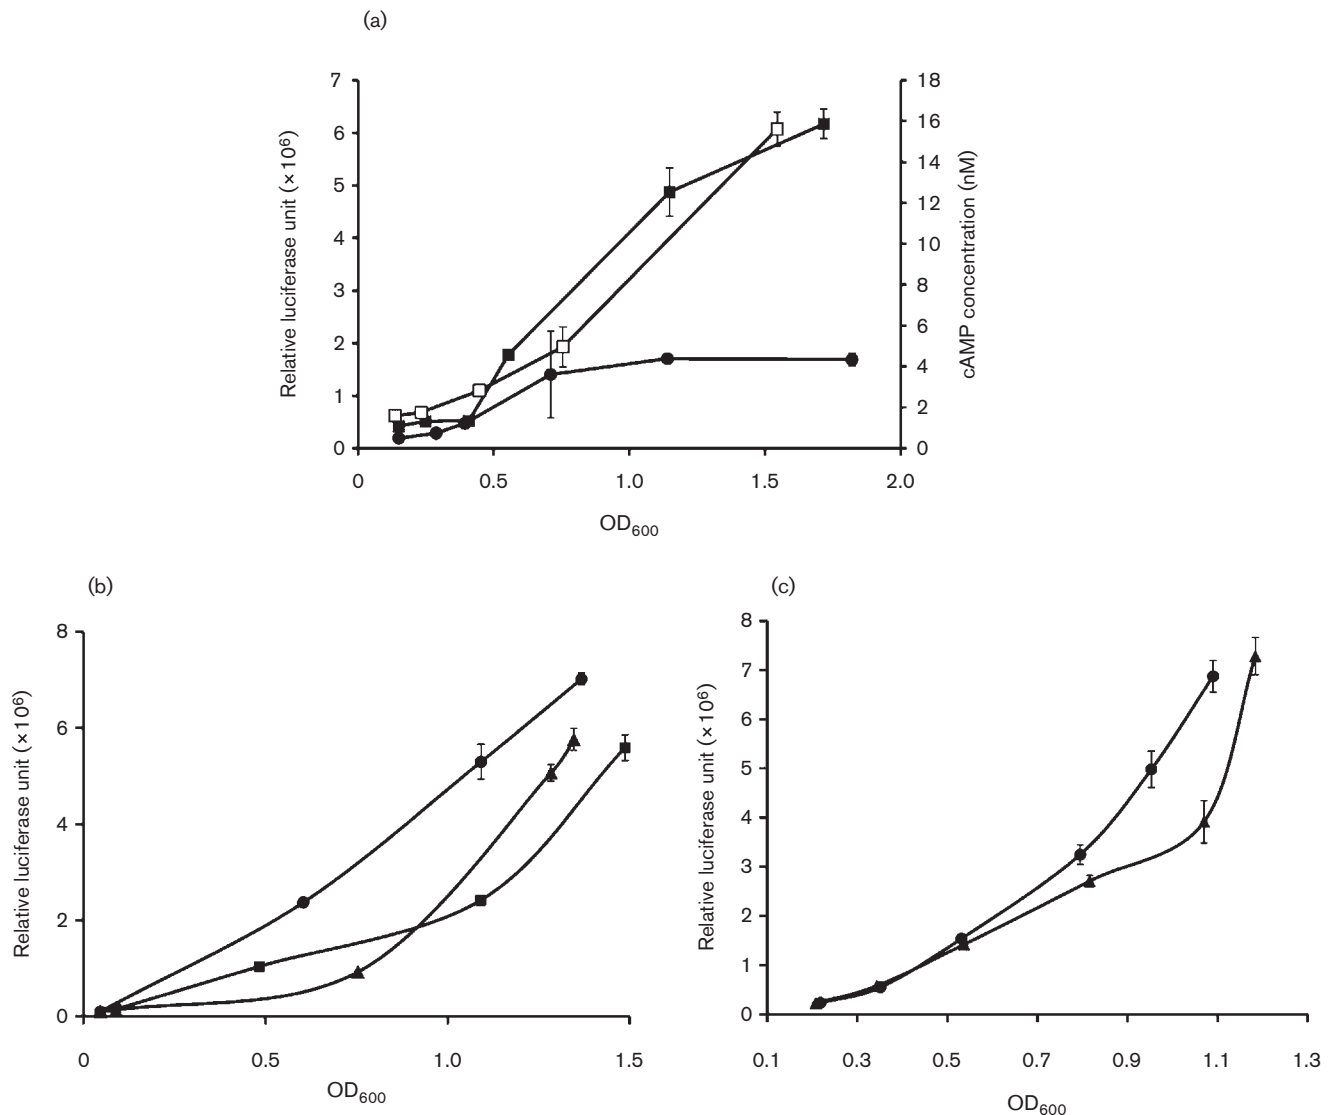 (a)
7
6
5
4
3
2
1
0
Relative luciferase unit (×10⁶)
18
16
14
12
10
8
6
4
2
0
cAMP concentration (nM)
0 0.5 1.0 1.5 2.0
OD₆₀₀
(b)
8
6
4
2
0
Relative luciferase unit (×10⁶)
0 0.5 1.0 1.5
OD₆₀₀
(c)
8
7
6
5
4
3
2
1
0
Relative luciferase unit (×10⁶)
0.1 0.3 0.5 0.7 0.9 1.1 1.3
OD₆₀₀